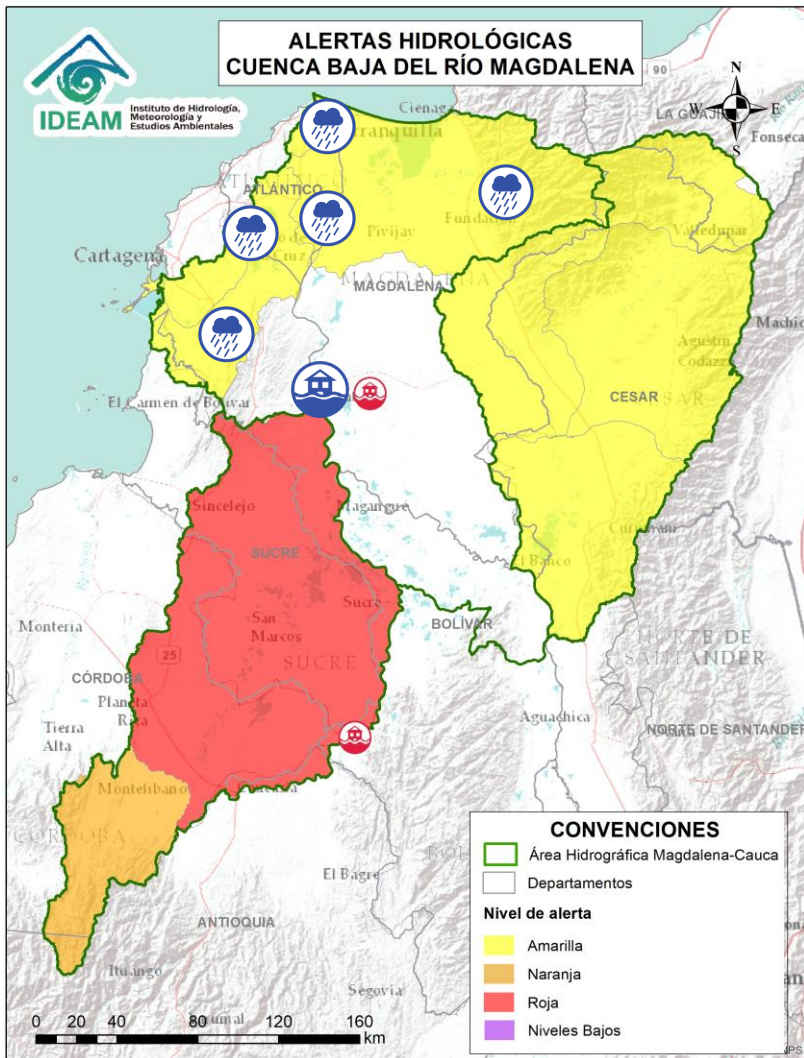 ALERTAS HIDROLÓGICAS
CUENCA BAJA DEL RÍO MAGDALENA
IDEAM
Instituto de Hidrología,
Meteorología y
Estudios Ambientales
N
W
E
S
90
Ciénaga
LA GUAJIRA
Fonseca
ATLÁNTICO
Fundación
Cartagena
Pivijay
Valledupar
MAGDALENA
MAGDALENA
Agustín
Codazzi
El Carmen de Bolívar
CESAR
Sincelejo
Magangué
SUCRE
El Banco
Sucre
San
Marcos
BOLÍVAR
Montería
SUCRE
NORTE DE
SANTANDER
25
CÓRDOBA
Planeta
Rica
Aguachica
Tierra
Alta
NORTE DE SANTANDER
Montelíbano
CÓRDOBA
El Bagre
ANTIOQUIA
Ituango
Segovia
CONVENCIONES
Área Hidrográfica Magdalena-Cauca
Departamentos
Nivel de alerta
Amarilla
Naranja
Roja
Niveles Bajos
0 20 40 80 120 160
km